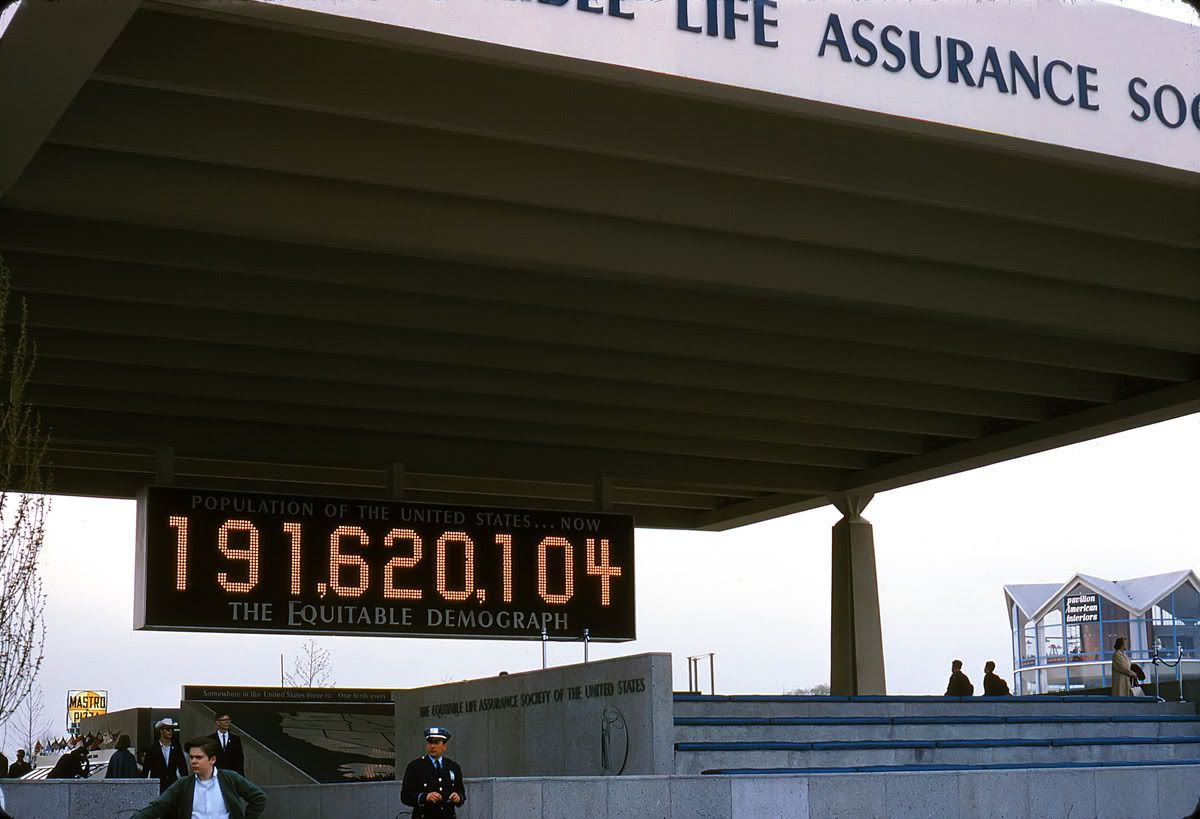 LIFE ASSURANCE SOC
POPULATION OF THE UNITED STATES... NOW
191,620,104
THE EQUITABLE DEMOGRAPH
pavilion
American
interiors
Somewhere in the United States there is... One birth every
THE EQUITABLE LIFE ASSURANCE SOCIETY OF THE UNITED STATES
MASTRO
PIZZA